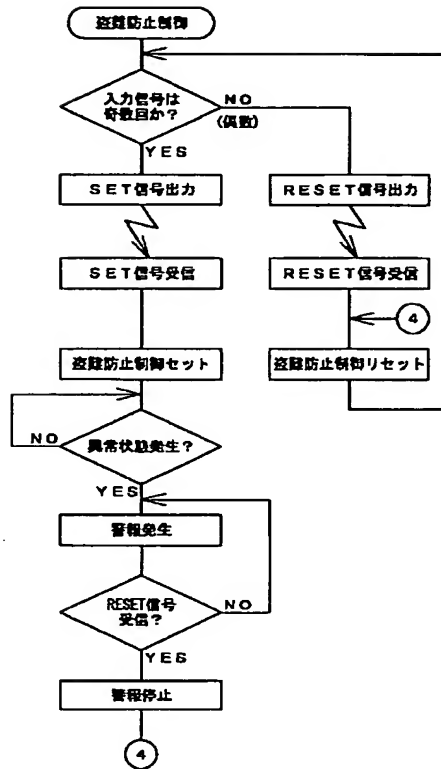 盗難防止制御
入力信号は
奇数回か？
NO
(偶数)
YES
SET信号出力
RESET信号出力
SET信号受信
RESET信号受信
4
盗難防止制御セット
盗難防止制御リセット
異常状態発生？
NO
YES
警報発生
RESET信号
受信？
NO
YES
警報停止
4